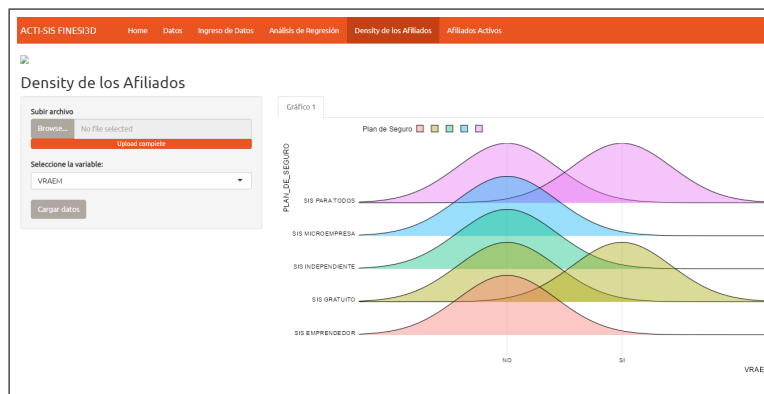 ACTI-SIS FINESI3D Home Datos Ingreso de Datos Análisis de Regresión Density de los Afiliados Afiliados Activos
Density de los Afiliados
Subir archivo
Browse... No file selected
Upload complete
Seleccione la variable:
VRAEM
Cargar datos
Gráfico 1
Plan de Seguro
PLAN_DE_SEGURO
SIS PARA TODOS
SIS MICROEMPRESA
SIS INDEPENDIENTE
SIS GRATUITO
SIS EMPRENDEDOR
NO SI
VRAE